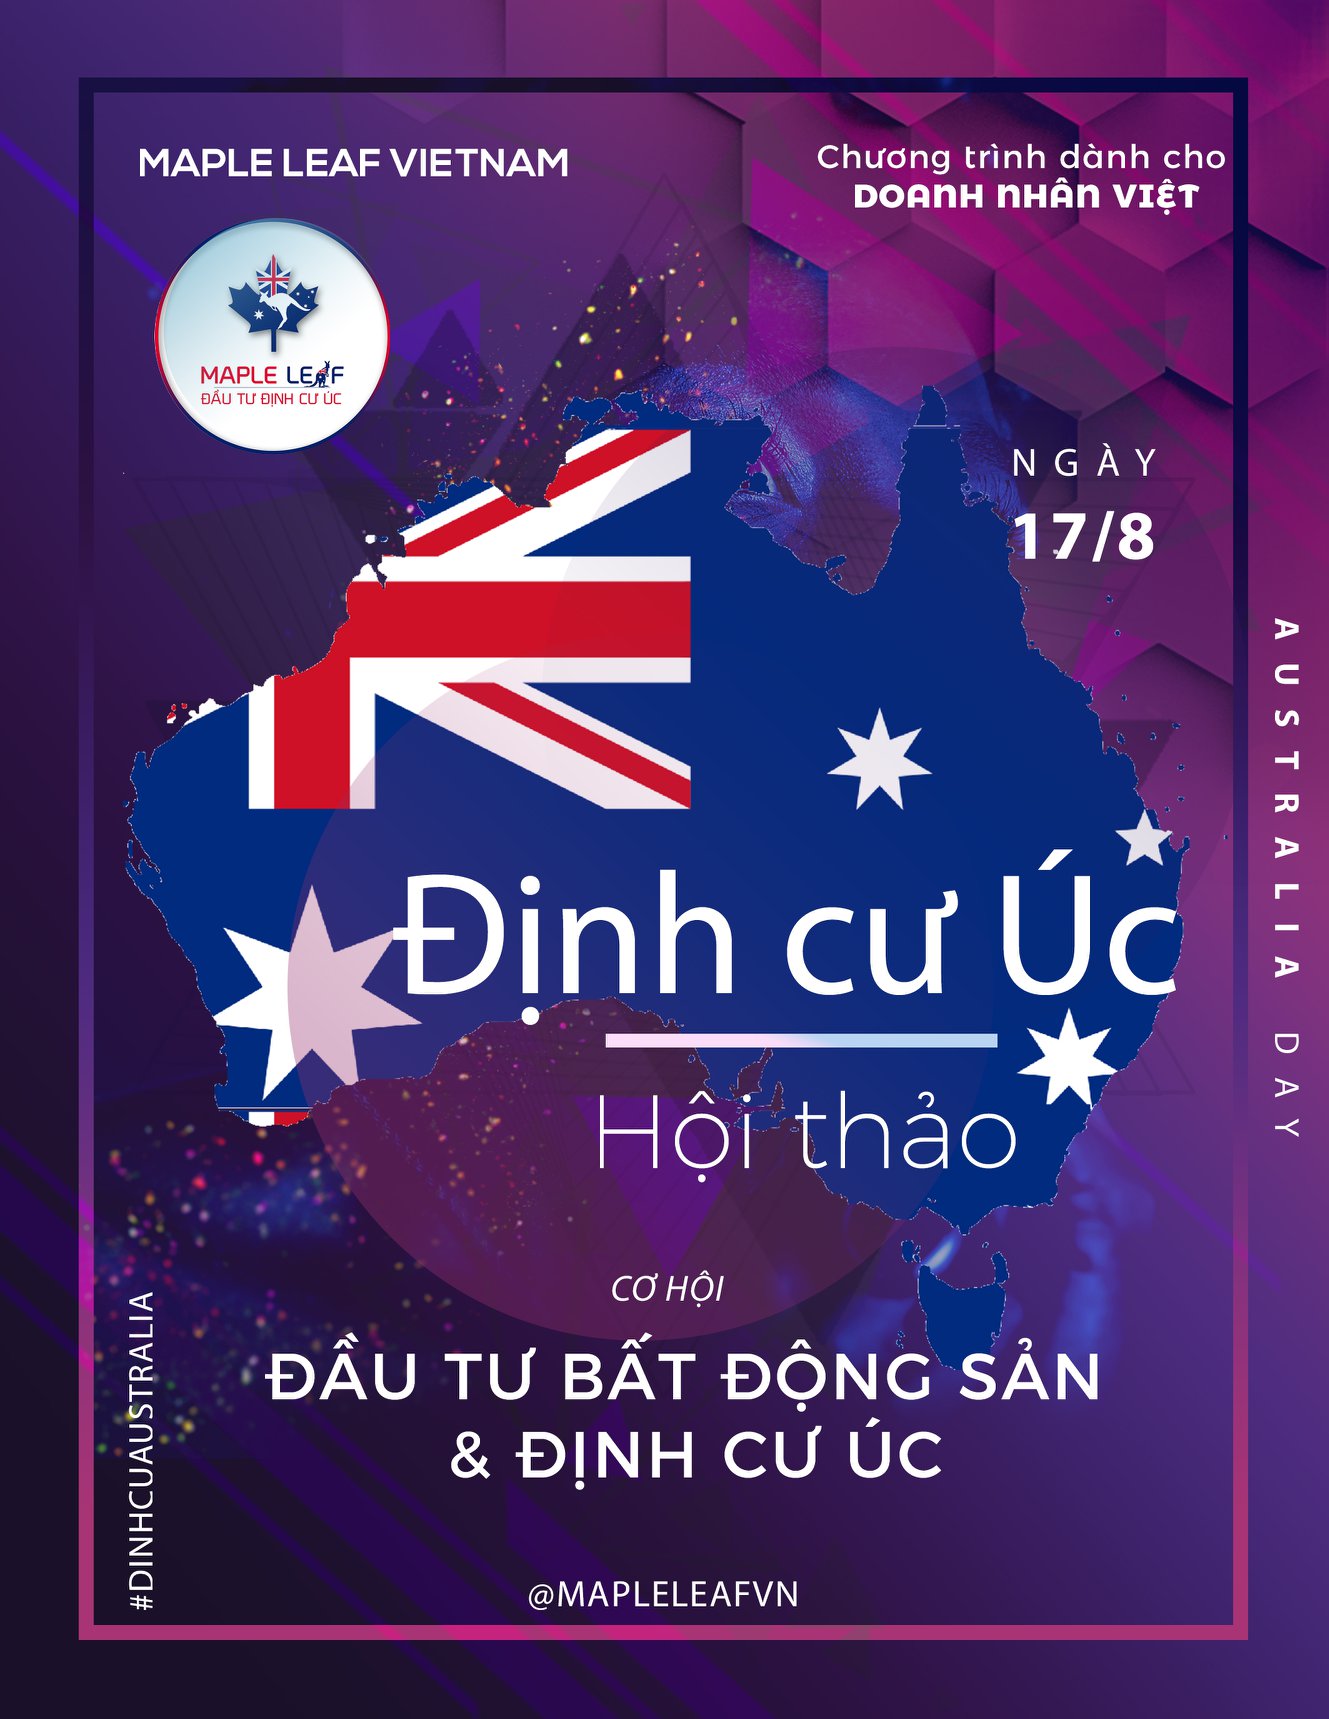 MAPLE LEAF VIETNAM
Chương trình dành cho
DOANH NHÂN VIỆT
MAPLE LEAF
ĐẦU TƯ ĐỊNH CƯ ÚC
NGÀY
17/8
AUSTRALIA DAY
Định cư Úc
Hội thảo
CƠ HỘI
ĐẦU TƯ BẤT ĐỘNG SẢN
& ĐỊNH CƯ ÚC
#DINHCUAUSTRALIA
@MAPLELEAFVN